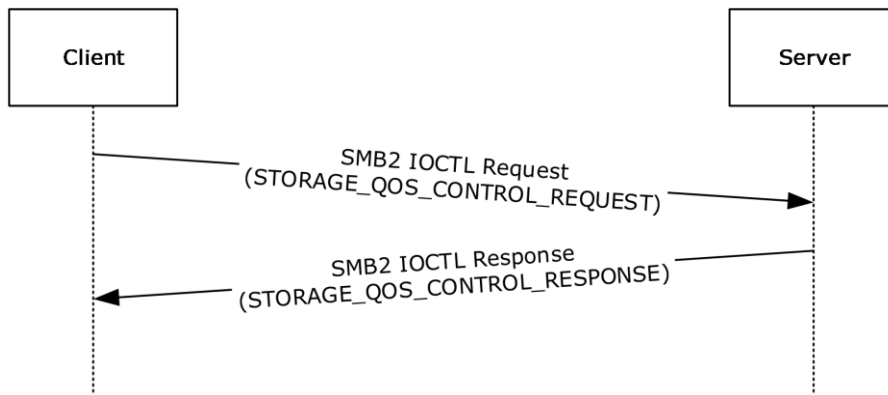 Client
Server
SMB2 IOCTL Request
(STORAGE_QOS_CONTROL_REQUEST)
SMB2 IOCTL Response
(STORAGE_QOS_CONTROL_RESPONSE)